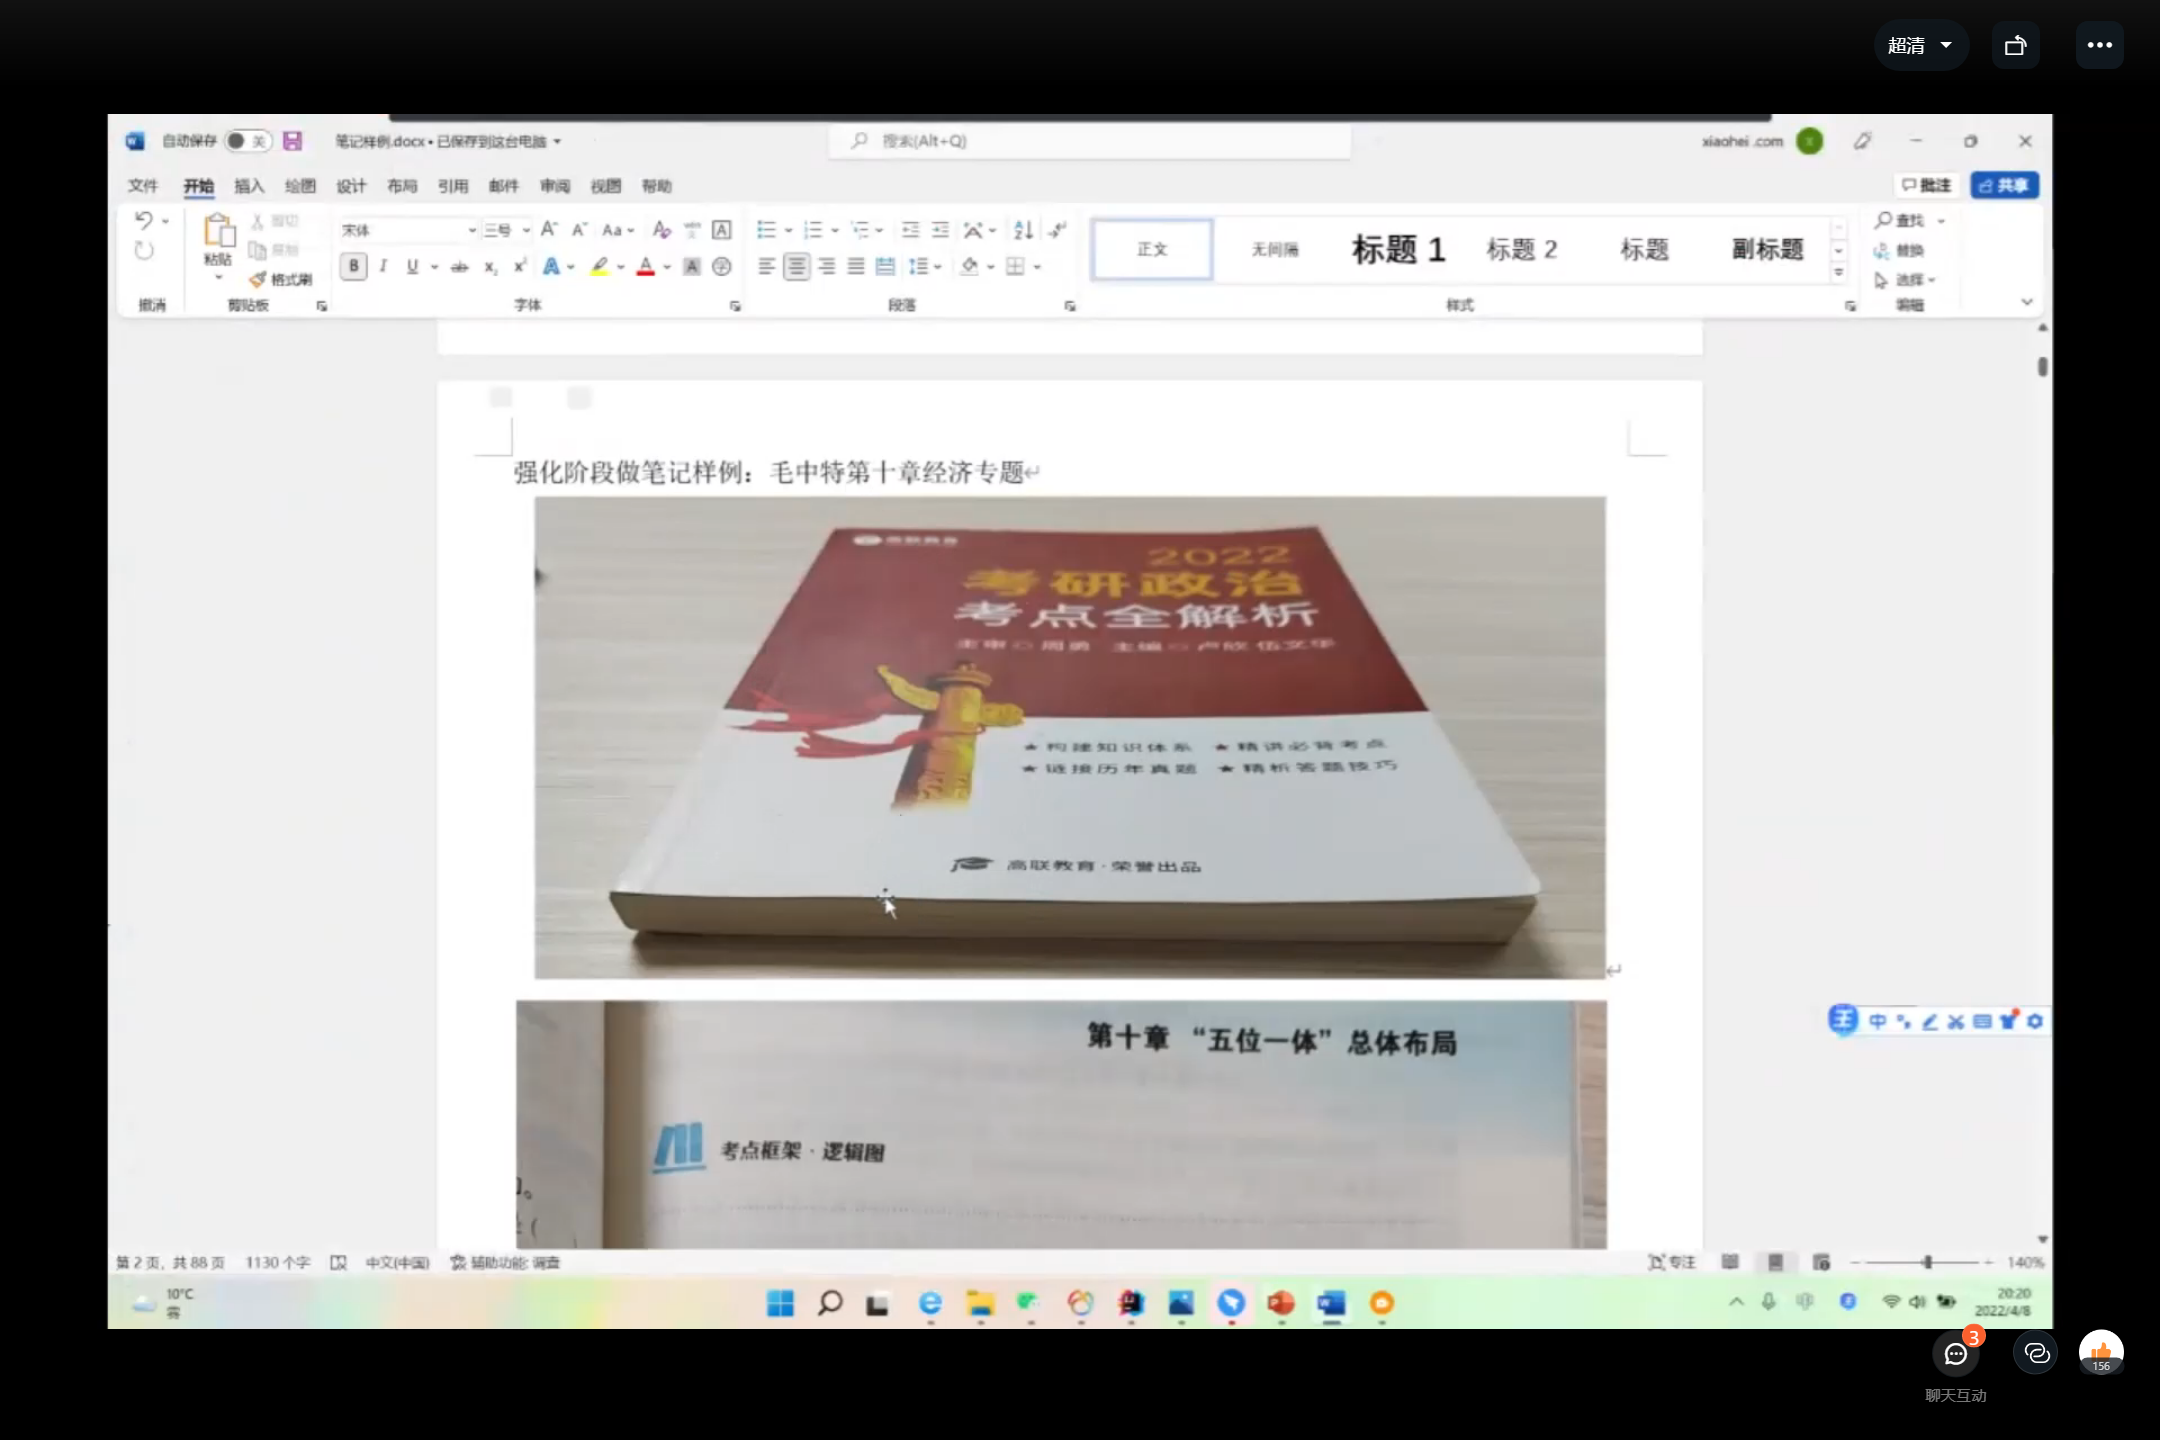 超清
自动保存 关 笔记样例.docx • 已保存到这台电脑
搜索(Alt+Q)
xiaohei .com
文件 开始 插入 绘图 设计 布局 引用 邮件 审阅 视图 帮助
批注 共享
宋体 三号 Aa
粘贴 剪切
格式刷
正文 无间隔 标题 1 标题 2 标题 副标题
查找
替换
选择
撤消 剪贴板 字体 段落 样式 编辑
强化阶段做笔记样例：毛中特第十章经济专题
2022
考研政治
考点全解析
主审 周勇 主编 卢欣 伍文华
★ 构建知识体系 ★ 精讲必背考点
★ 链接历年真题 ★ 精析答题技巧
高联教育·荣誉出品
第十章 “五位一体” 总体布局
考点框架 · 逻辑图
中
第 2 页，共 88 页 1130 个字 中文(中国) 辅助功能: 调查
专注 140%
10°C
雾
20:20
2022/4/8
3
156
聊天互动